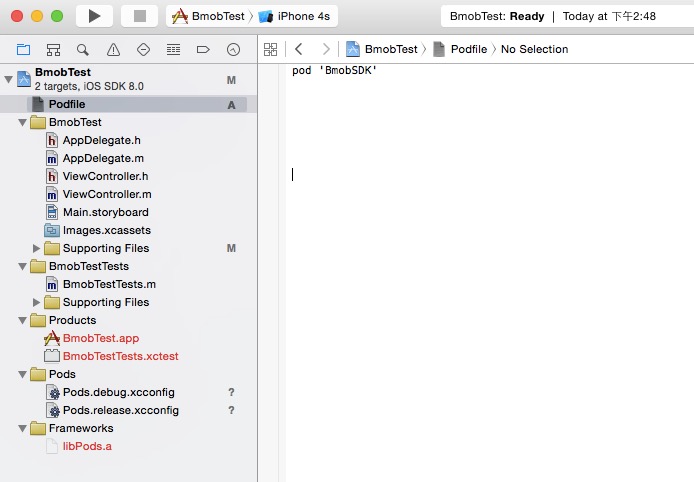 BmobTest 〉 iPhone 4s
BmobTest: Ready | Today at 下午2:48
BmobTest 〉 Podfile 〉 No Selection
BmobTest M
2 targets, iOS SDK 8.0
Podfile A
BmobTest
AppDelegate.h
AppDelegate.m
ViewController.h
ViewController.m
Main.storyboard
Images.xcassets
Supporting Files M
BmobTestTests
BmobTestTests.m
Supporting Files
Products
BmobTest.app
BmobTestTests.xctest
Pods
Pods.debug.xcconfig ?
Pods.release.xcconfig ?
Frameworks
libPods.a
pod 'BmobSDK'